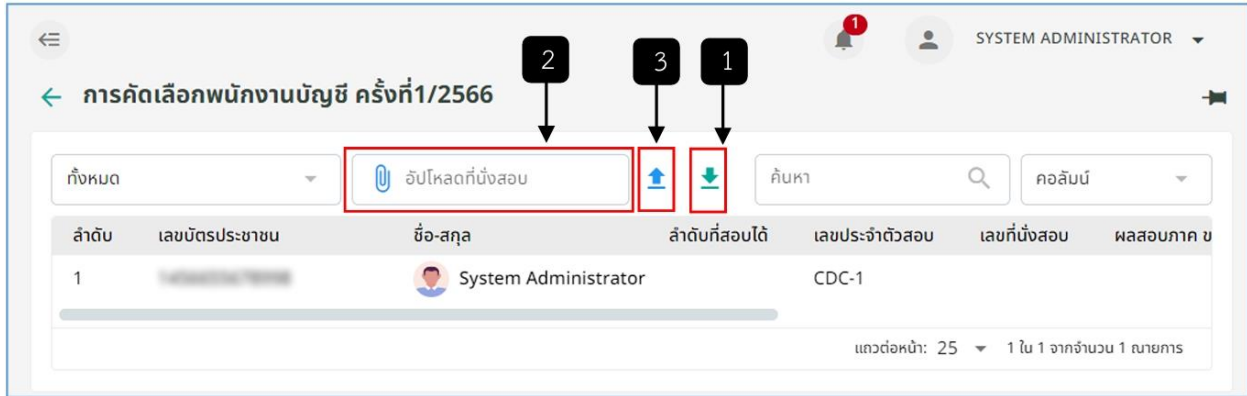 1
SYSTEM ADMINISTRATOR
2 3 1
การคัดเลือกพนักงานบัญชี ครั้งที่1/2566
ทั้งหมด อัปโหลดที่นั่งสอบ ค้นหา คอลัมน์
ลำดับ เลขบัตรประชาชน ชื่อ-สกุล ลำดับที่สอบได้ เลขประจำตัวสอบ เลขที่นั่งสอบ ผลสอบภาค ข
1 System Administrator CDC-1
แถวต่อหน้า: 25 1 ใน 1 จากจำนวน 1 ณายการ